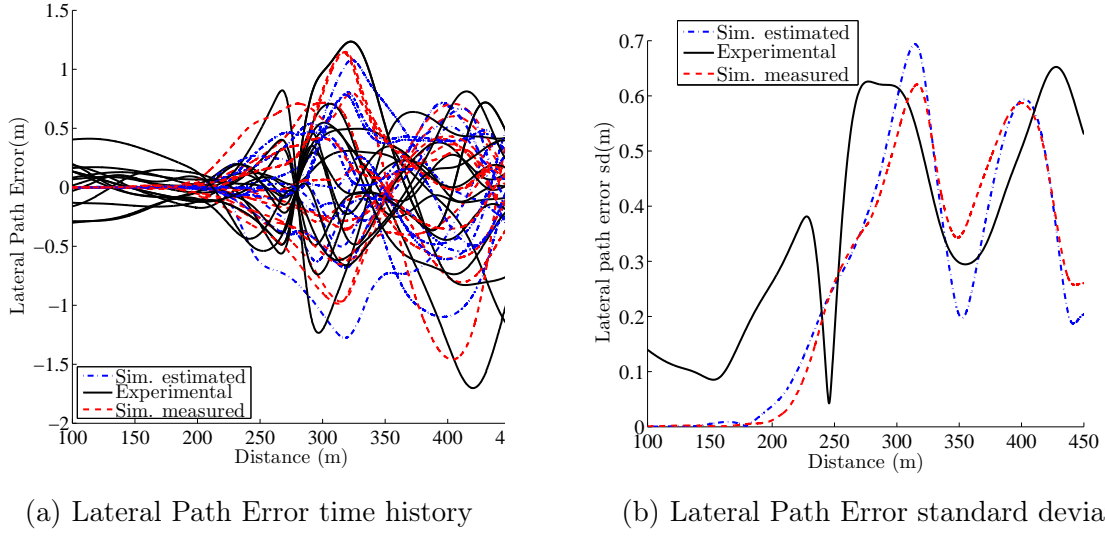 1.5
1
0.5
0
−0.5
−1
−1.5
−2
Lateral Path Error(m)
Sim. estimated
Experimental
Sim. measured
100 150 200 250 300 350 400 4
Distance (m)
(a) Lateral Path Error time history
Sim. estimated
Experimental
Sim. measured
0.7
0.6
0.5
0.4
0.3
0.2
0.1
0
Lateral path error sd(m)
100 150 200 250 300 350 400 450
Distance (m)
(b) Lateral Path Error standard devia